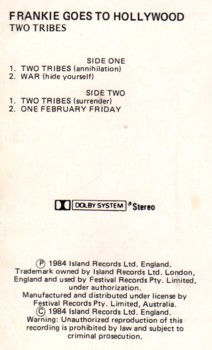 FRANKIE GOES TO HOLLYWOOD
TWO TRIBES
SIDE ONE
1. TWO TRIBES (annihilation)
2. WAR (hide yourself)
SIDE TWO
1. TWO TRIBES (surrender)
2. ONE FEBRUARY FRIDAY
DOLBY SYSTEM ® Stereo
℗ 1984 Island Records Ltd. England.
Trademark owned by Island Records Ltd. London,
England and used by Festival Records Pty. Limited,
under authorization.
Manufactured and distributed under license by
Festival Records Pty. Limited, Australia.
© 1984 Island Records Ltd. England.
Warning: Unauthorized reproduction of this
recording is prohibited by law and subject to
criminal prosecution.